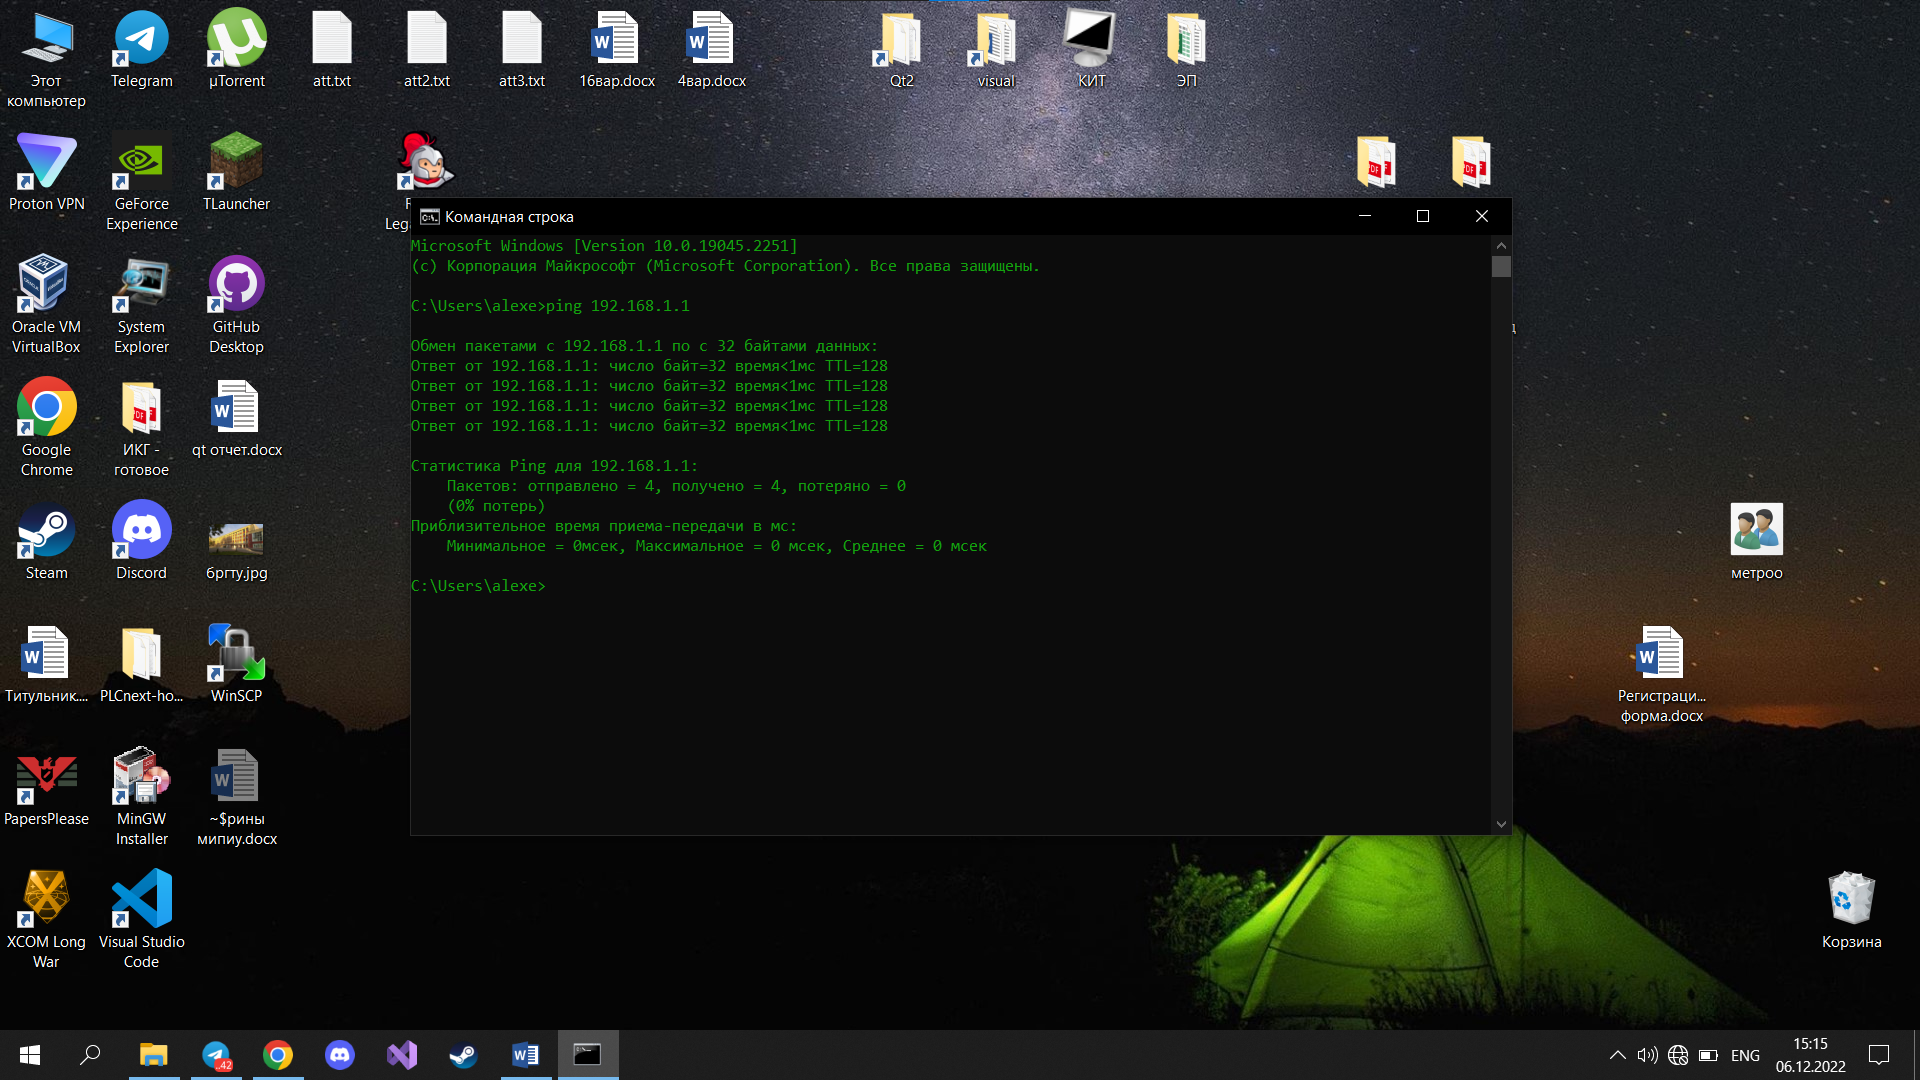 Этот
компьютер
Telegram
µTorrent
att.txt
att2.txt
att3.txt
16вар.docx
4вар.docx
Qt2
visual
КИТ
ЭП
Proton VPN
GeForce
Experience
TLauncher
Leg
Oracle VM
VirtualBox
System
Explorer
GitHub
Desktop
Google
Chrome
ИКГ -
готовое
qt отчет.docx
Steam
Discord
бргту.jpg
Титульник....
PLCnext-ho...
WinSCP
PapersPlease
MinGW
Installer
~$рины
мипиу.docx
XCOM Long
War
Visual Studio
Code
Командная строка
Microsoft Windows [Version 10.0.19045.2251]
(c) Корпорация Майкрософт (Microsoft Corporation). Все права защищены.
C:\Users\alexe>ping 192.168.1.1
Обмен пакетами с 192.168.1.1 по с 32 байтами данных:
Ответ от 192.168.1.1: число байт=32 время<1мс TTL=128
Ответ от 192.168.1.1: число байт=32 время<1мс TTL=128
Ответ от 192.168.1.1: число байт=32 время<1мс TTL=128
Ответ от 192.168.1.1: число байт=32 время<1мс TTL=128
Статистика Ping для 192.168.1.1:
Пакетов: отправлено = 4, получено = 4, потеряно = 0
(0% потерь)
Приблизительное время приема-передачи в мс:
Минимальное = 0мсек, Максимальное = 0 мсек, Среднее = 0 мсек
C:\Users\alexe>
метроо
Регистраци...
форма.docx
Корзина
42
ENG
15:15
06.12.2022